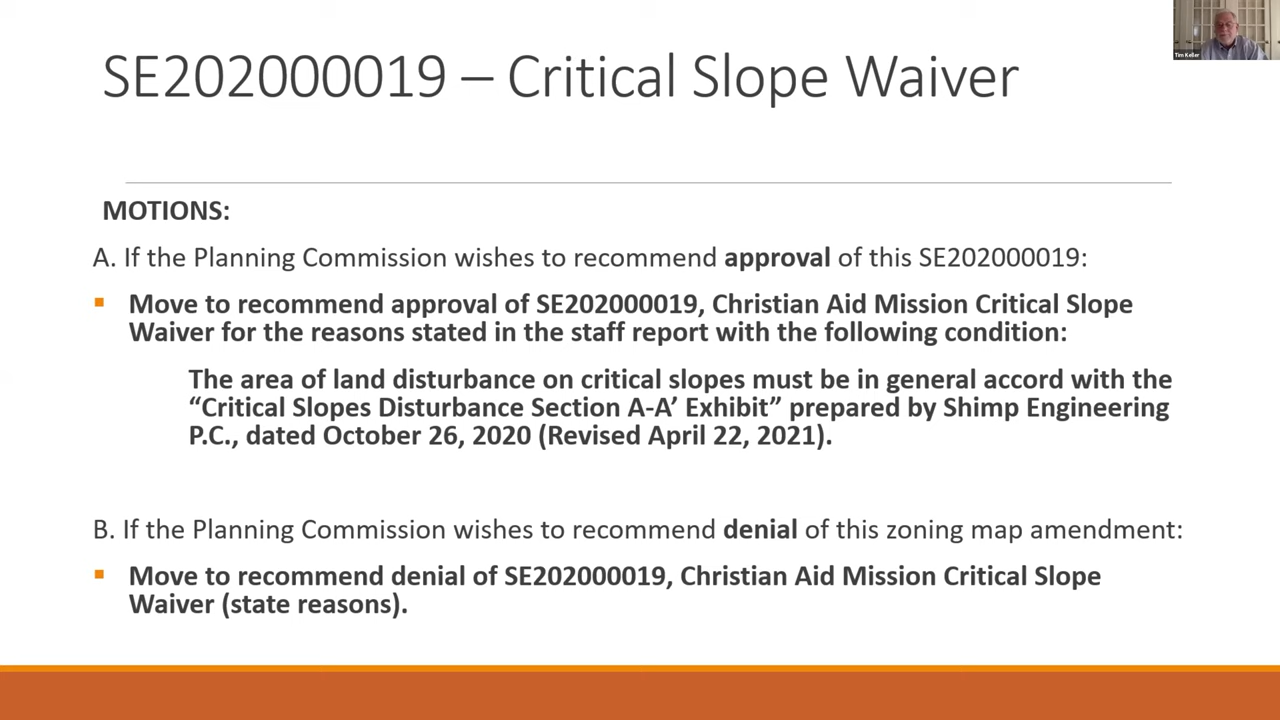 SE202000019 – Critical Slope Waiver
Tim Keller
MOTIONS:
A. If the Planning Commission wishes to recommend approval of this SE202000019:
▪ Move to recommend approval of SE202000019, Christian Aid Mission Critical Slope
Waiver for the reasons stated in the staff report with the following condition:
The area of land disturbance on critical slopes must be in general accord with the
“Critical Slopes Disturbance Section A-A’ Exhibit” prepared by Shimp Engineering
P.C., dated October 26, 2020 (Revised April 22, 2021).
B. If the Planning Commission wishes to recommend denial of this zoning map amendment:
▪ Move to recommend denial of SE202000019, Christian Aid Mission Critical Slope
Waiver (state reasons).